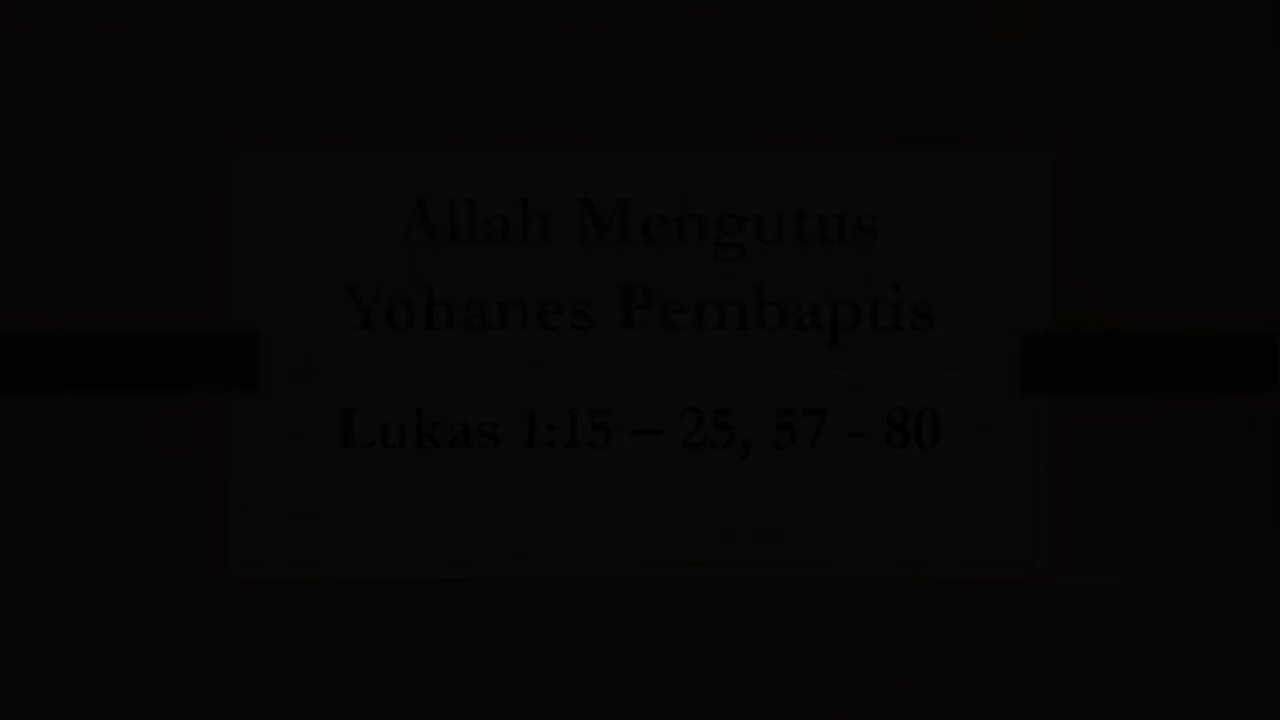 Allah Mengutus
Yohanes Pembaptis
Lukas 1:15 – 25, 57 - 80